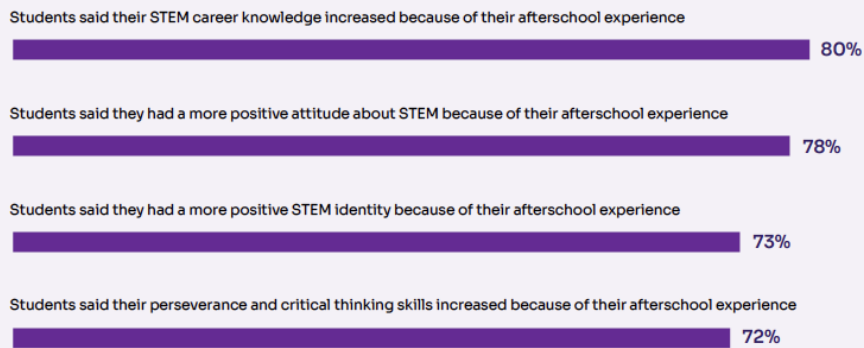 Students said their STEM career knowledge increased because of their afterschool experience
80%
Students said they had a more positive attitude about STEM because of their afterschool experience
78%
Students said they had a more positive STEM identity because of their afterschool experience
73%
Students said their perseverance and critical thinking skills increased because of their afterschool experience
72%